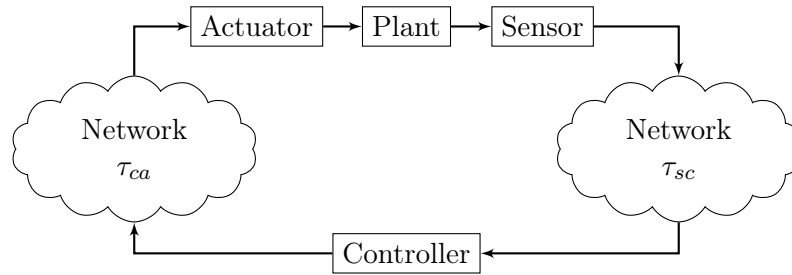 Actuator
Plant
Sensor
Network
τ_ca
Network
τ_sc
Controller